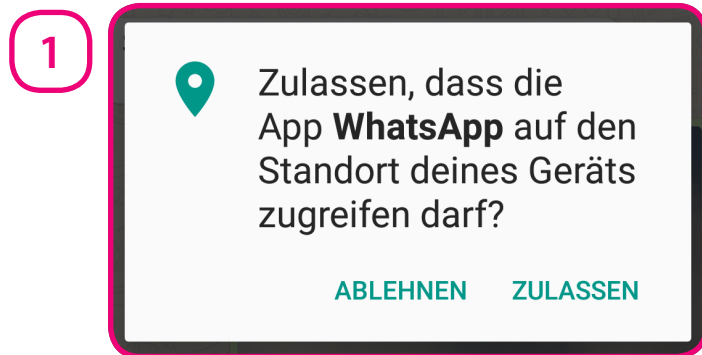 1
Zulassen, dass die
App WhatsApp auf den
Standort deines Geräts
zugreifen darf?
ABLEHNEN ZULASSEN